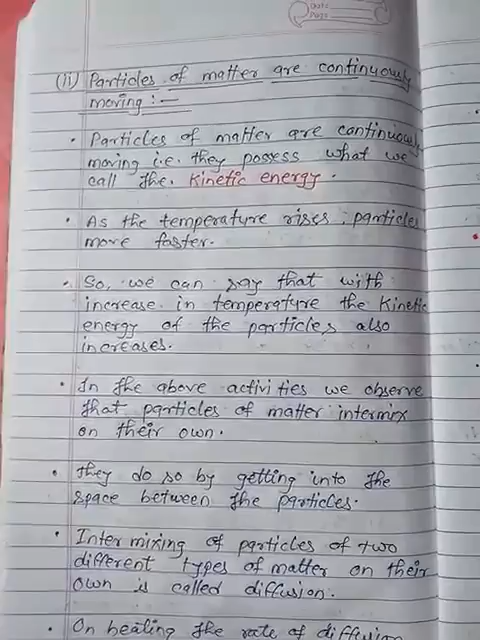 Date
Page
(ii) Particles of matter are continuously
moving :-
• Particles of matter are continuously
moving i.e. they possess what we
call the. Kinetic energy.
• As the temperature rises, particles
move faster.
• So, we can say that with
increase in temperature the Kinetic
energy of the particles also
increases.
• In the above activities we observe
that particles of matter intermix
on their own.
• They do so by getting into the
space between the particles.
• Inter mixing of particles of two
different types of matter on their
own is called diffusion.
• On heating the rate of diffusion